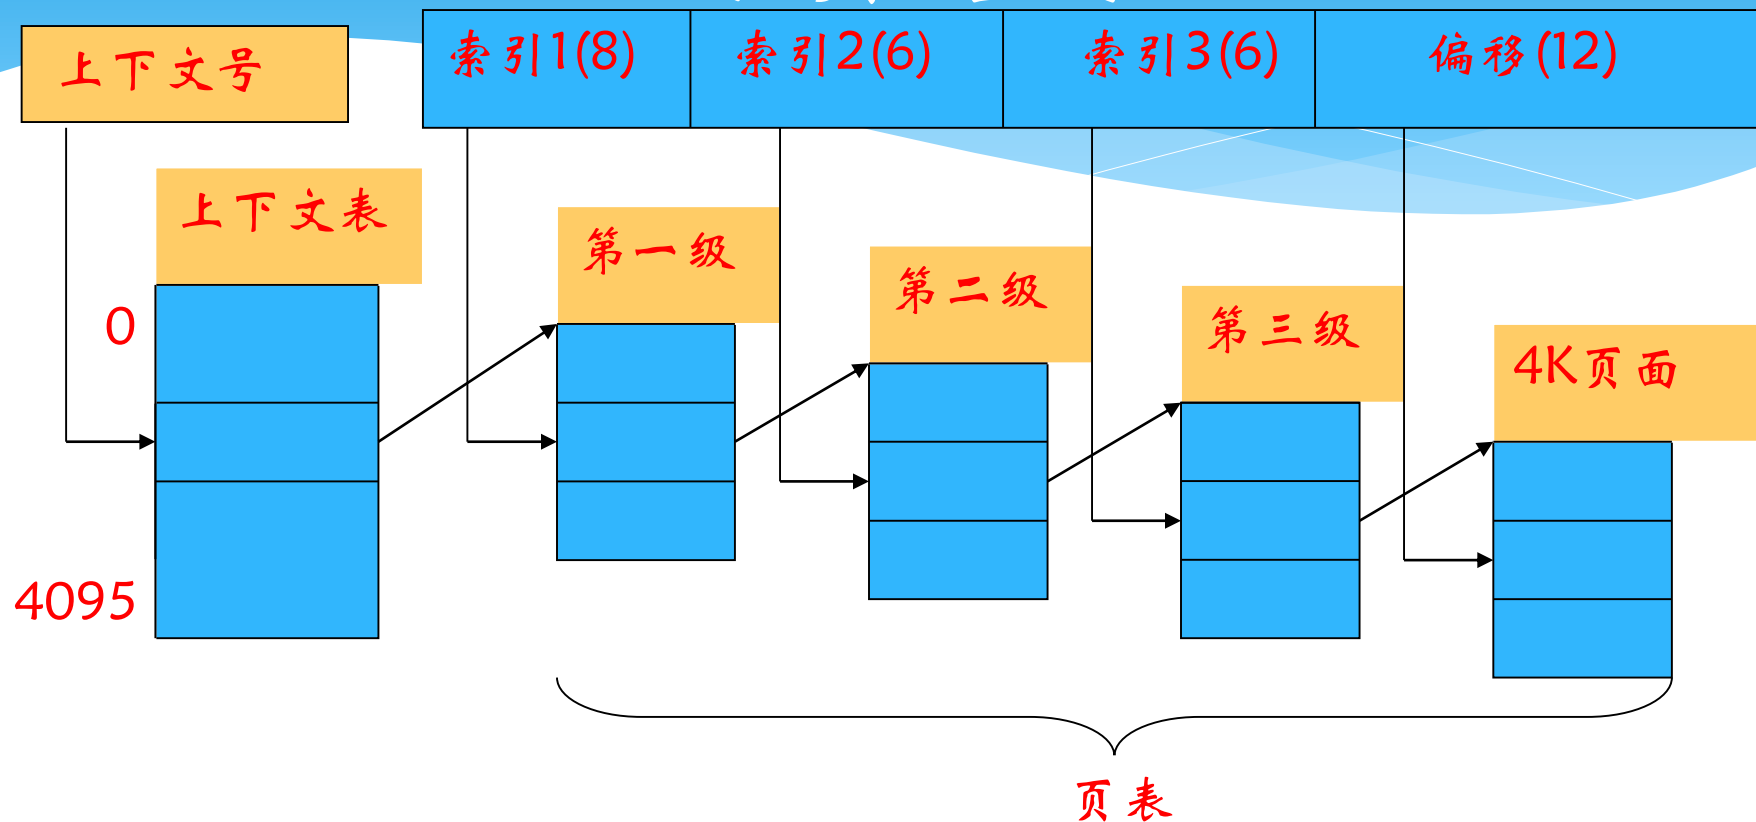 上下文号
索引1(8)
索引2(6)
索引3(6)
偏移(12)
上下文表
第一级
第二级
第三级
4K页面
0
4095
页表